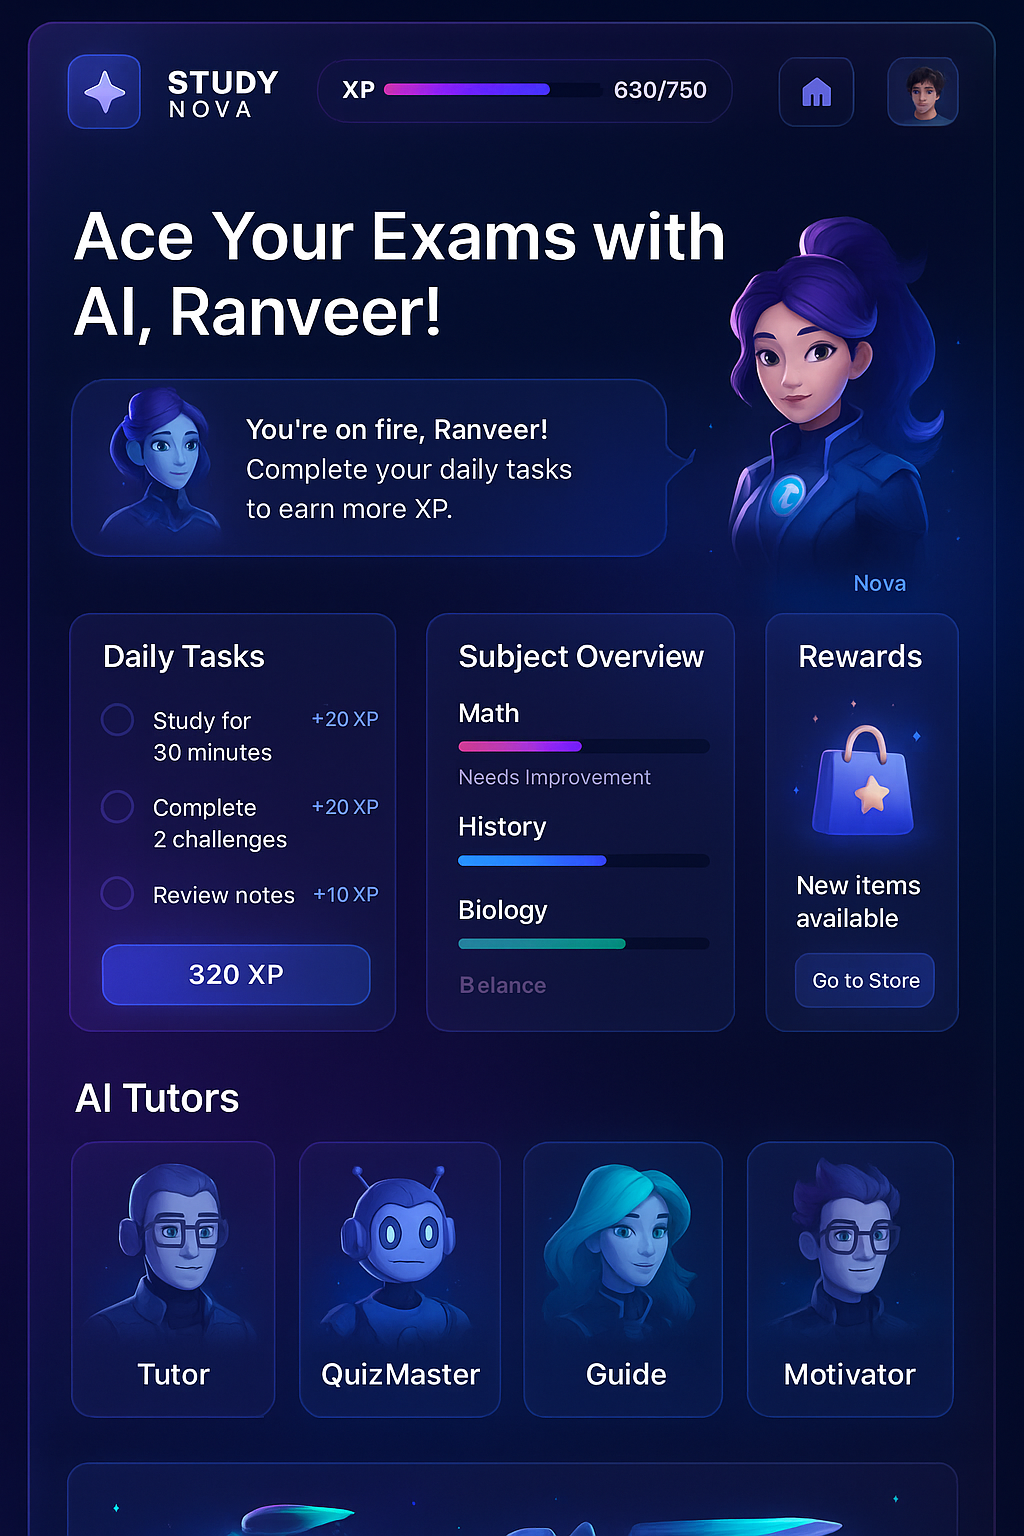 STUDY
NOVA
XP
630/750
Ace Your Exams with
AI, Ranveer!
You're on fire, Ranveer!
Complete your daily tasks
to earn more XP.
Nova
Daily Tasks
Study for +20 XP
30 minutes
Complete +20 XP
2 challenges
Review notes +10 XP
320 XP
Subject Overview
Math
Needs Improvement
History
Biology
Belance
Rewards
New items
available
Go to Store
AI Tutors
Tutor
QuizMaster
Guide
Motivator